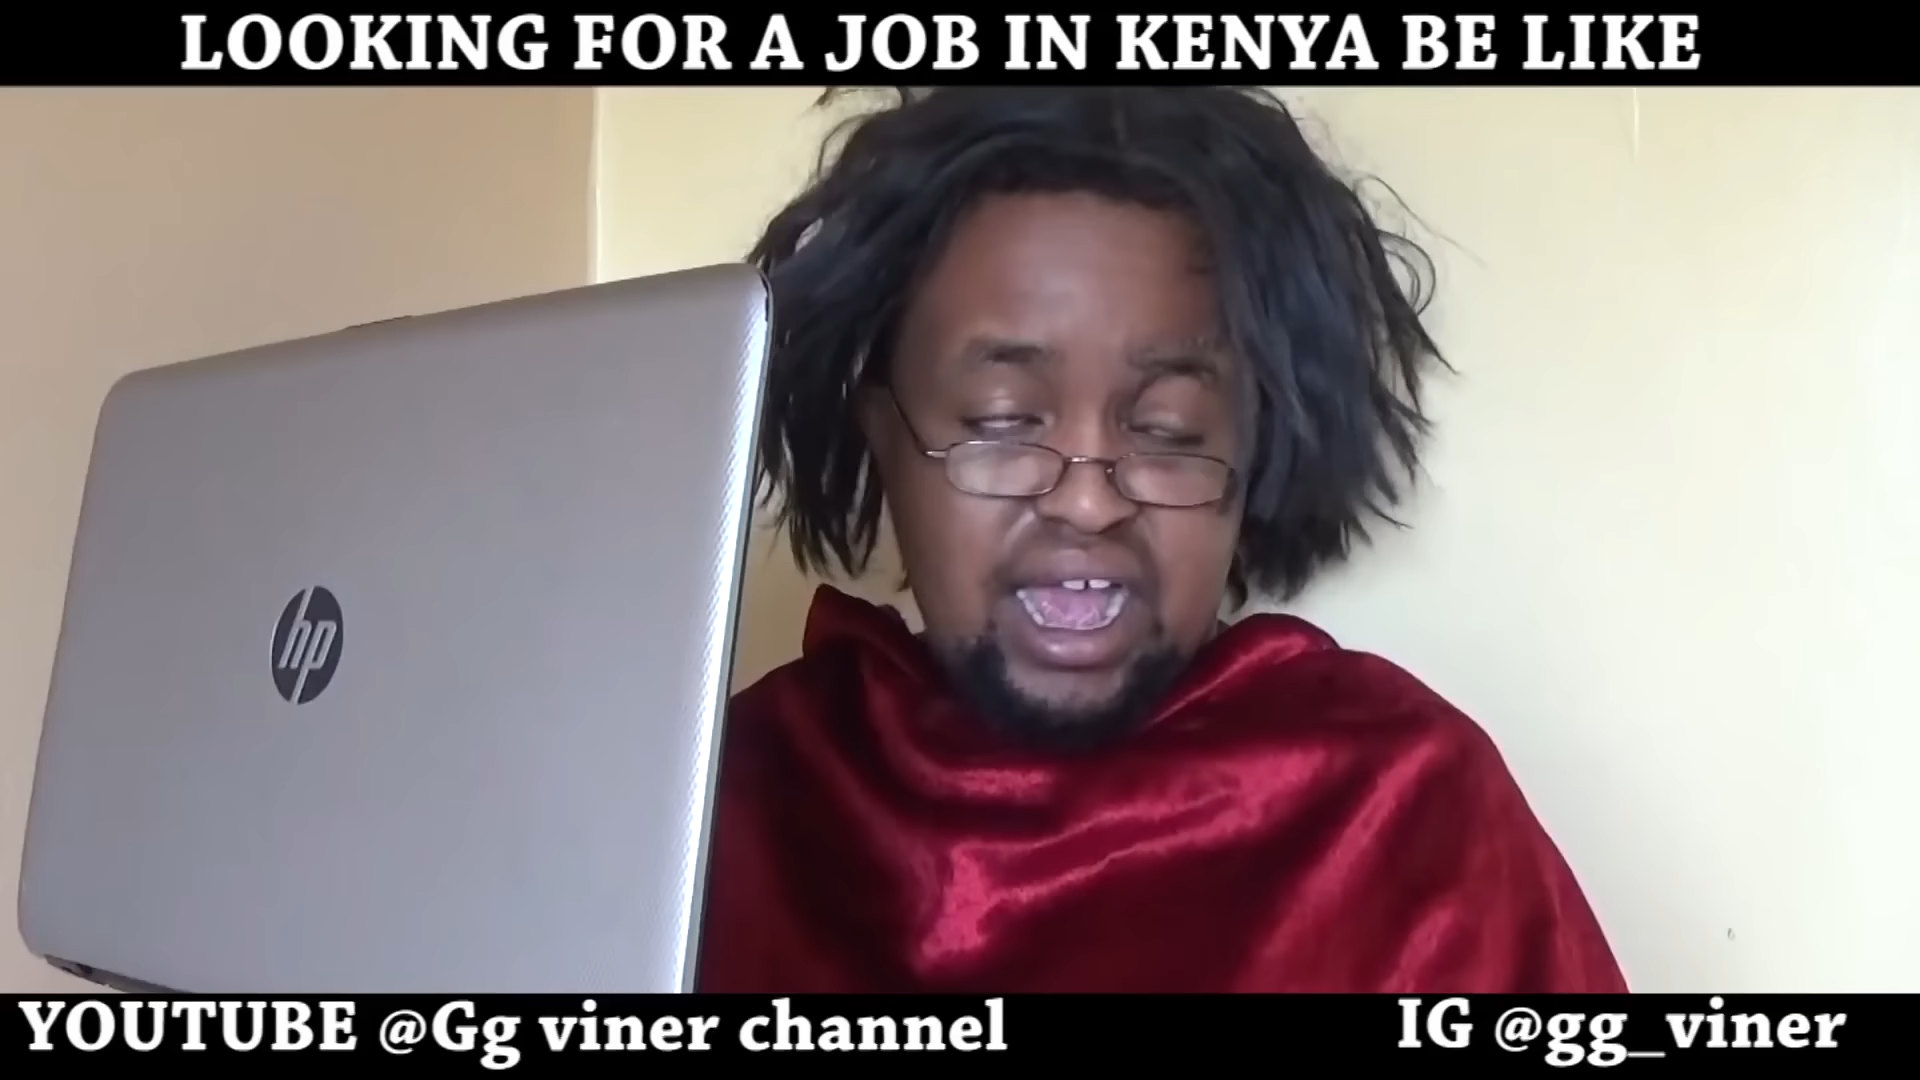 LOOKING FOR A JOB IN KENYA BE LIKE
hp
YOUTUBE @Gg viner channel
IG @gg_viner